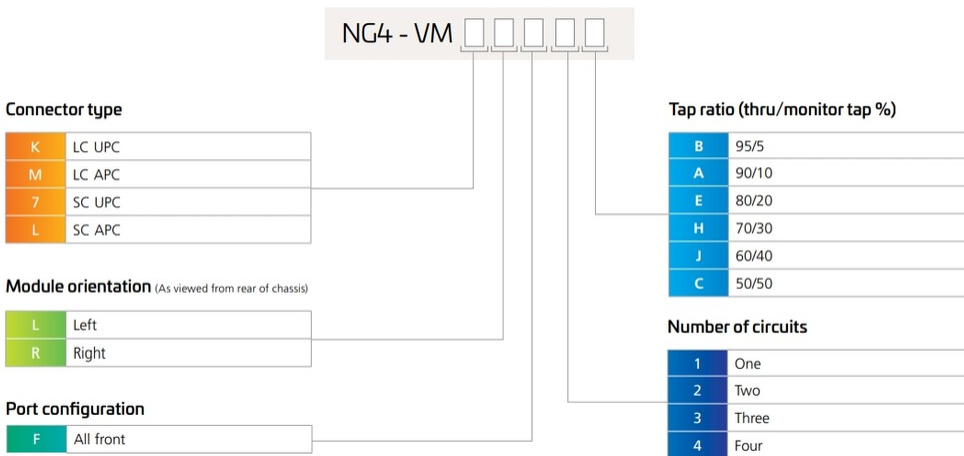 NG4 - VM
Connector type
K LC UPC
M LC APC
7 SC UPC
L SC APC
Module orientation (As viewed from rear of chassis)
L Left
R Right
Port configuration
F All front
Tap ratio (thru/monitor tap %)
B 95/5
A 90/10
E 80/20
H 70/30
J 60/40
C 50/50
Number of circuits
1 One
2 Two
3 Three
4 Four